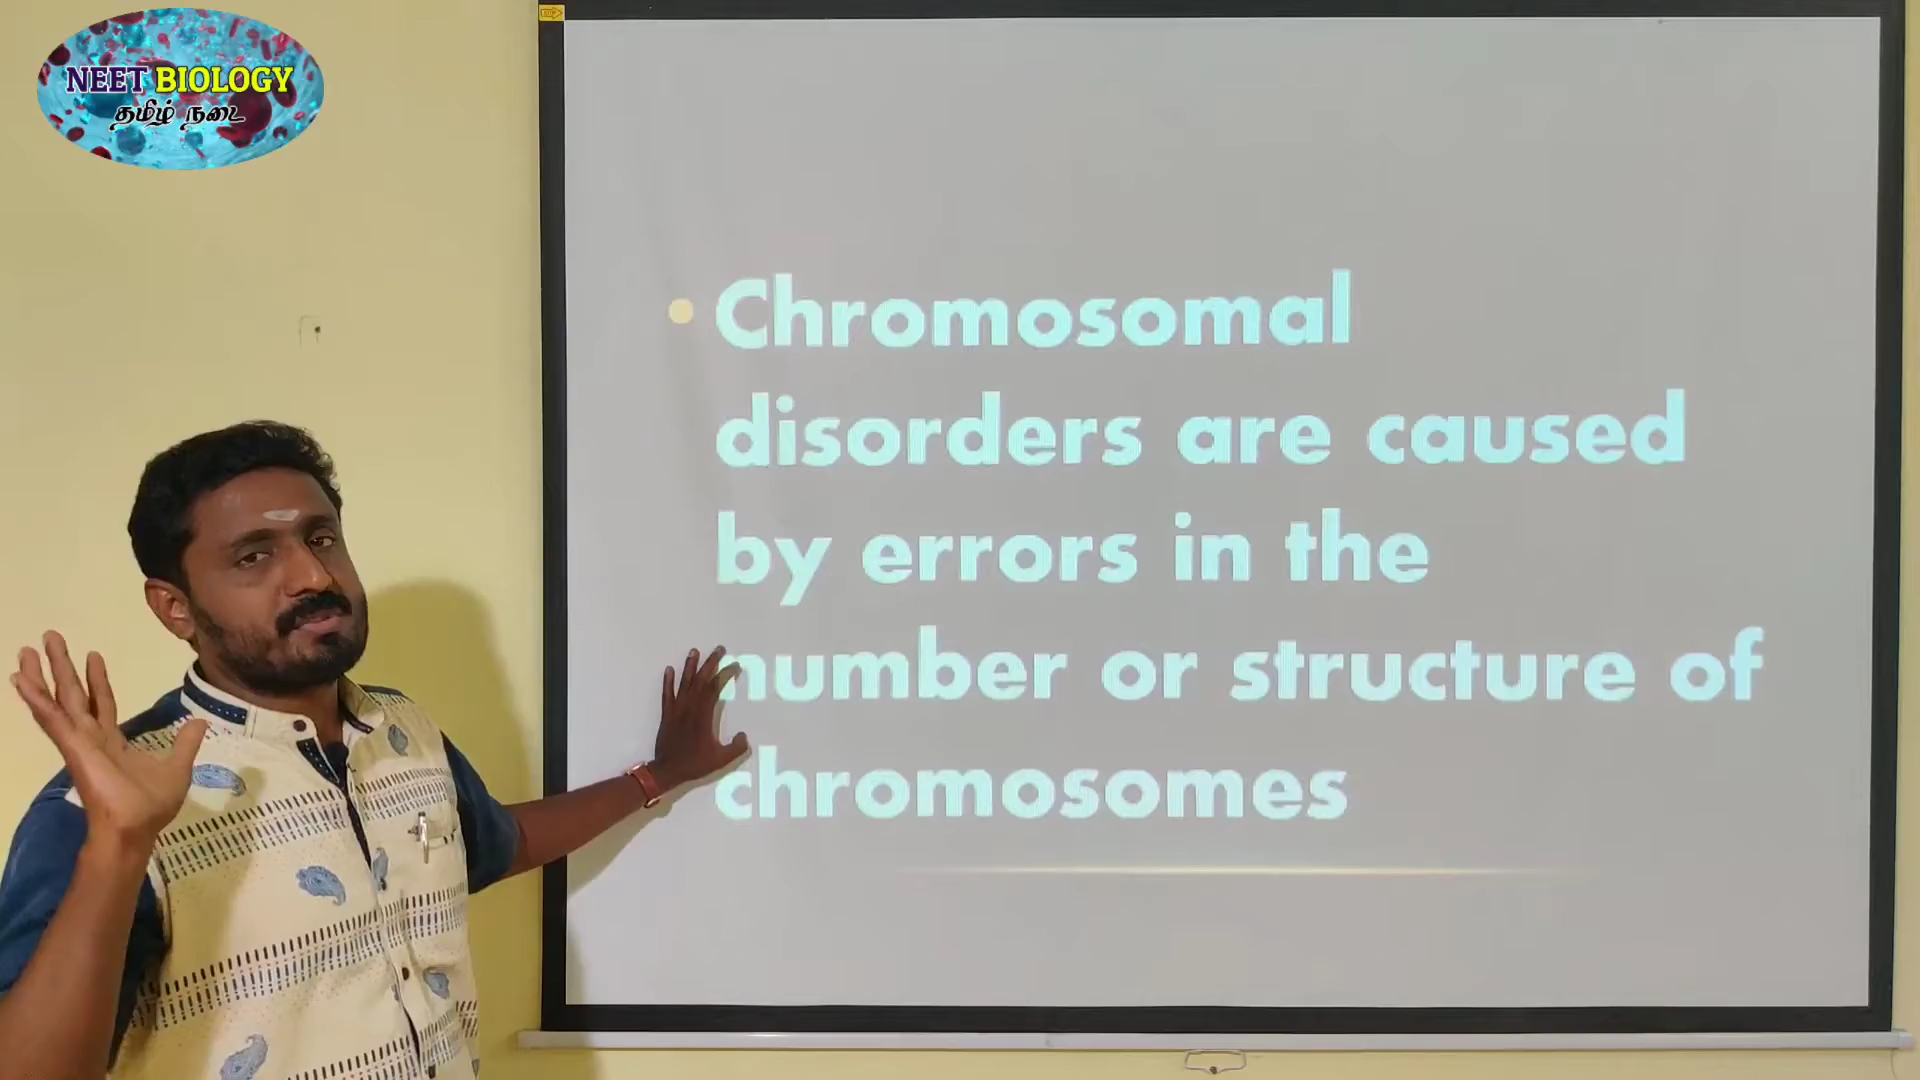 NEET BIOLOGY
தமிழ் நடை
Chromosomal
disorders are caused
by errors in the
number or structure of
chromosomes